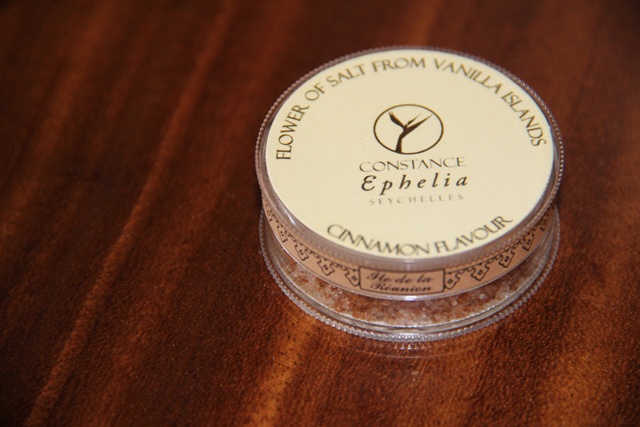 FLOWER OF SALT FROM VANILLA ISLANDS
CONSTANCE
Ephelia
SEYCHELLES
CINNAMON FLAVOUR
Ile de la
Réunion